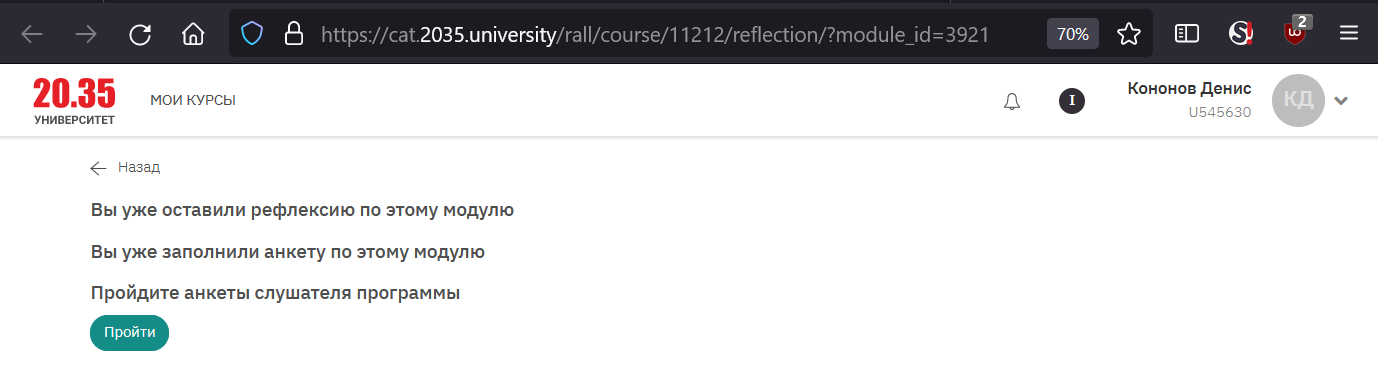 https://cat.2035.university/rall/course/11212/reflection/?module_id=3921
70%
2
20.35
УНИВЕРСИТЕТ
МОИ КУРСЫ
I
Кононов Денис
U545630
КД
Назад
Вы уже оставили рефлексию по этому модулю
Вы уже заполнили анкету по этому модулю
Пройдите анкеты слушателя программы
Пройти